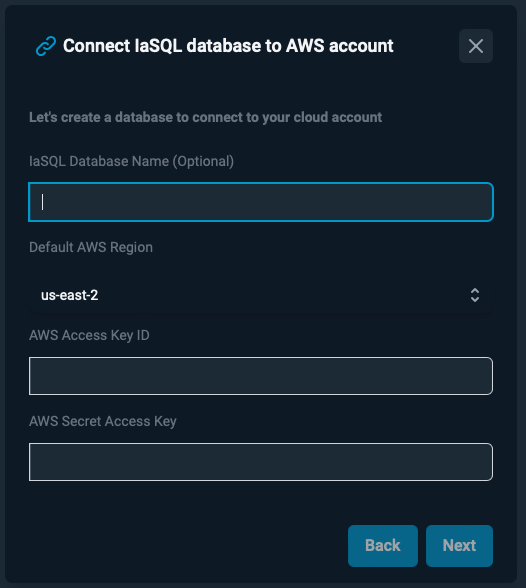 Connect IaSQL database to AWS account
Let's create a database to connect to your cloud account
IaSQL Database Name (Optional)
Default AWS Region
us-east-2
AWS Access Key ID
AWS Secret Access Key
Back Next